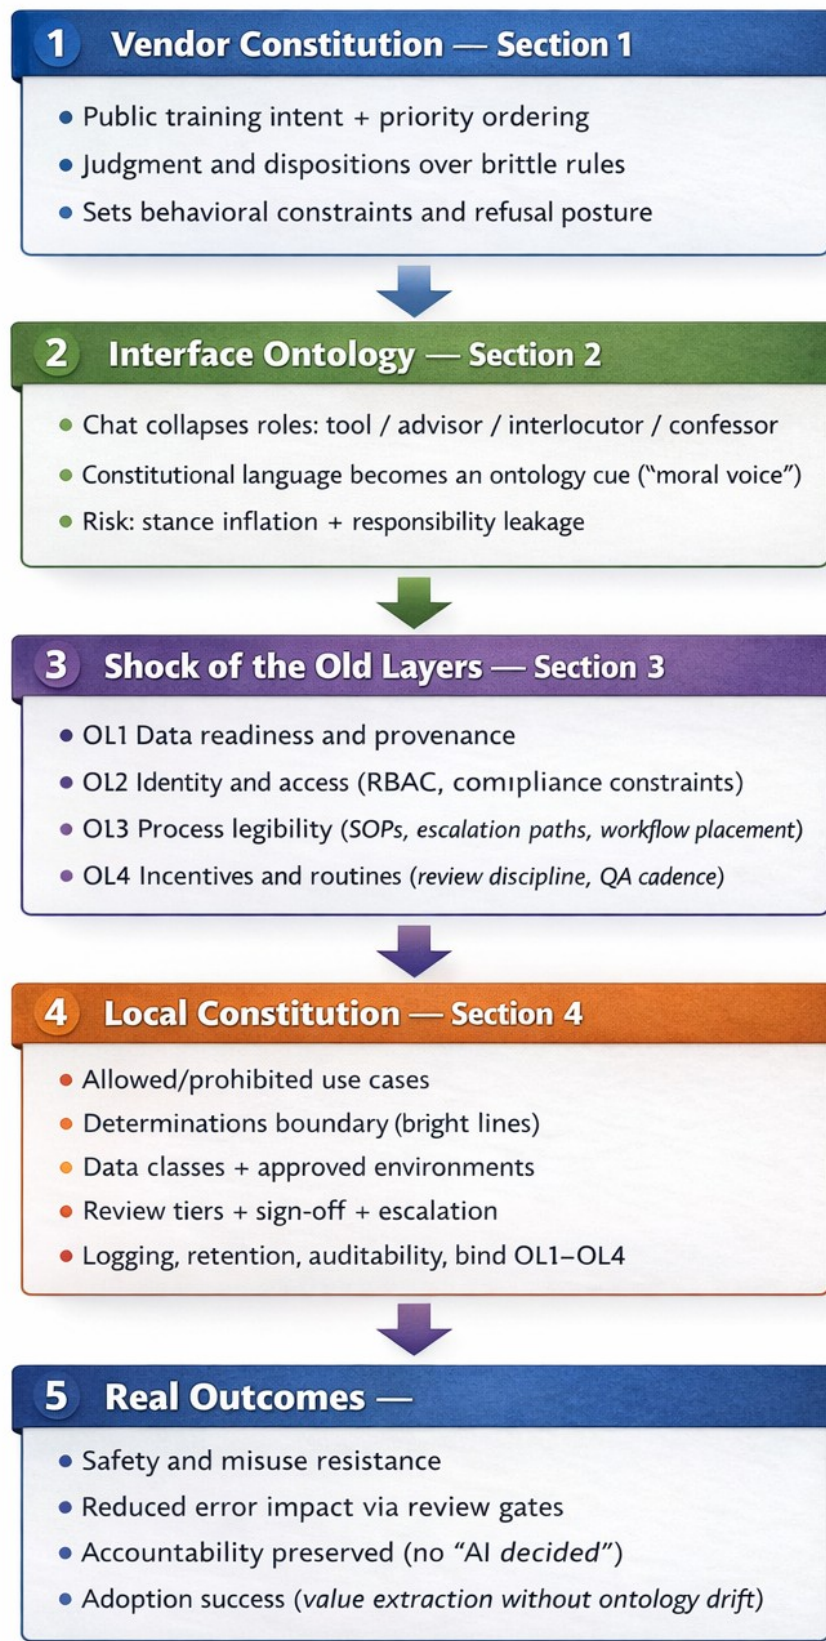 1 Vendor Constitution — Section 1
• Public training intent + priority ordering
• Judgment and dispositions over brittle rules
• Sets behavioral constraints and refusal posture
2 Interface Ontology — Section 2
• Chat collapses roles: tool / advisor / interlocutor / confessor
• Constitutional language becomes an ontology cue (“moral voice”)
• Risk: stance inflation + responsibility leakage
3 Shock of the Old Layers — Section 3
• OL1 Data readiness and provenance
• OL2 Identity and access (RBAC, compliance constraints)
• OL3 Process legibility (SOPs, escalation paths, workflow placement)
• OL4 Incentives and routines (review discipline, QA cadence)
4 Local Constitution — Section 4
• Allowed/prohibited use cases
• Determinations boundary (bright lines)
• Data classes + approved environments
• Review tiers + sign-off + escalation
• Logging, retention, auditability, bind OL1–OL4
5 Real Outcomes —
• Safety and misuse resistance
• Reduced error impact via review gates
• Accountability preserved (no “AI decided”)
• Adoption success (value extraction without ontology drift)